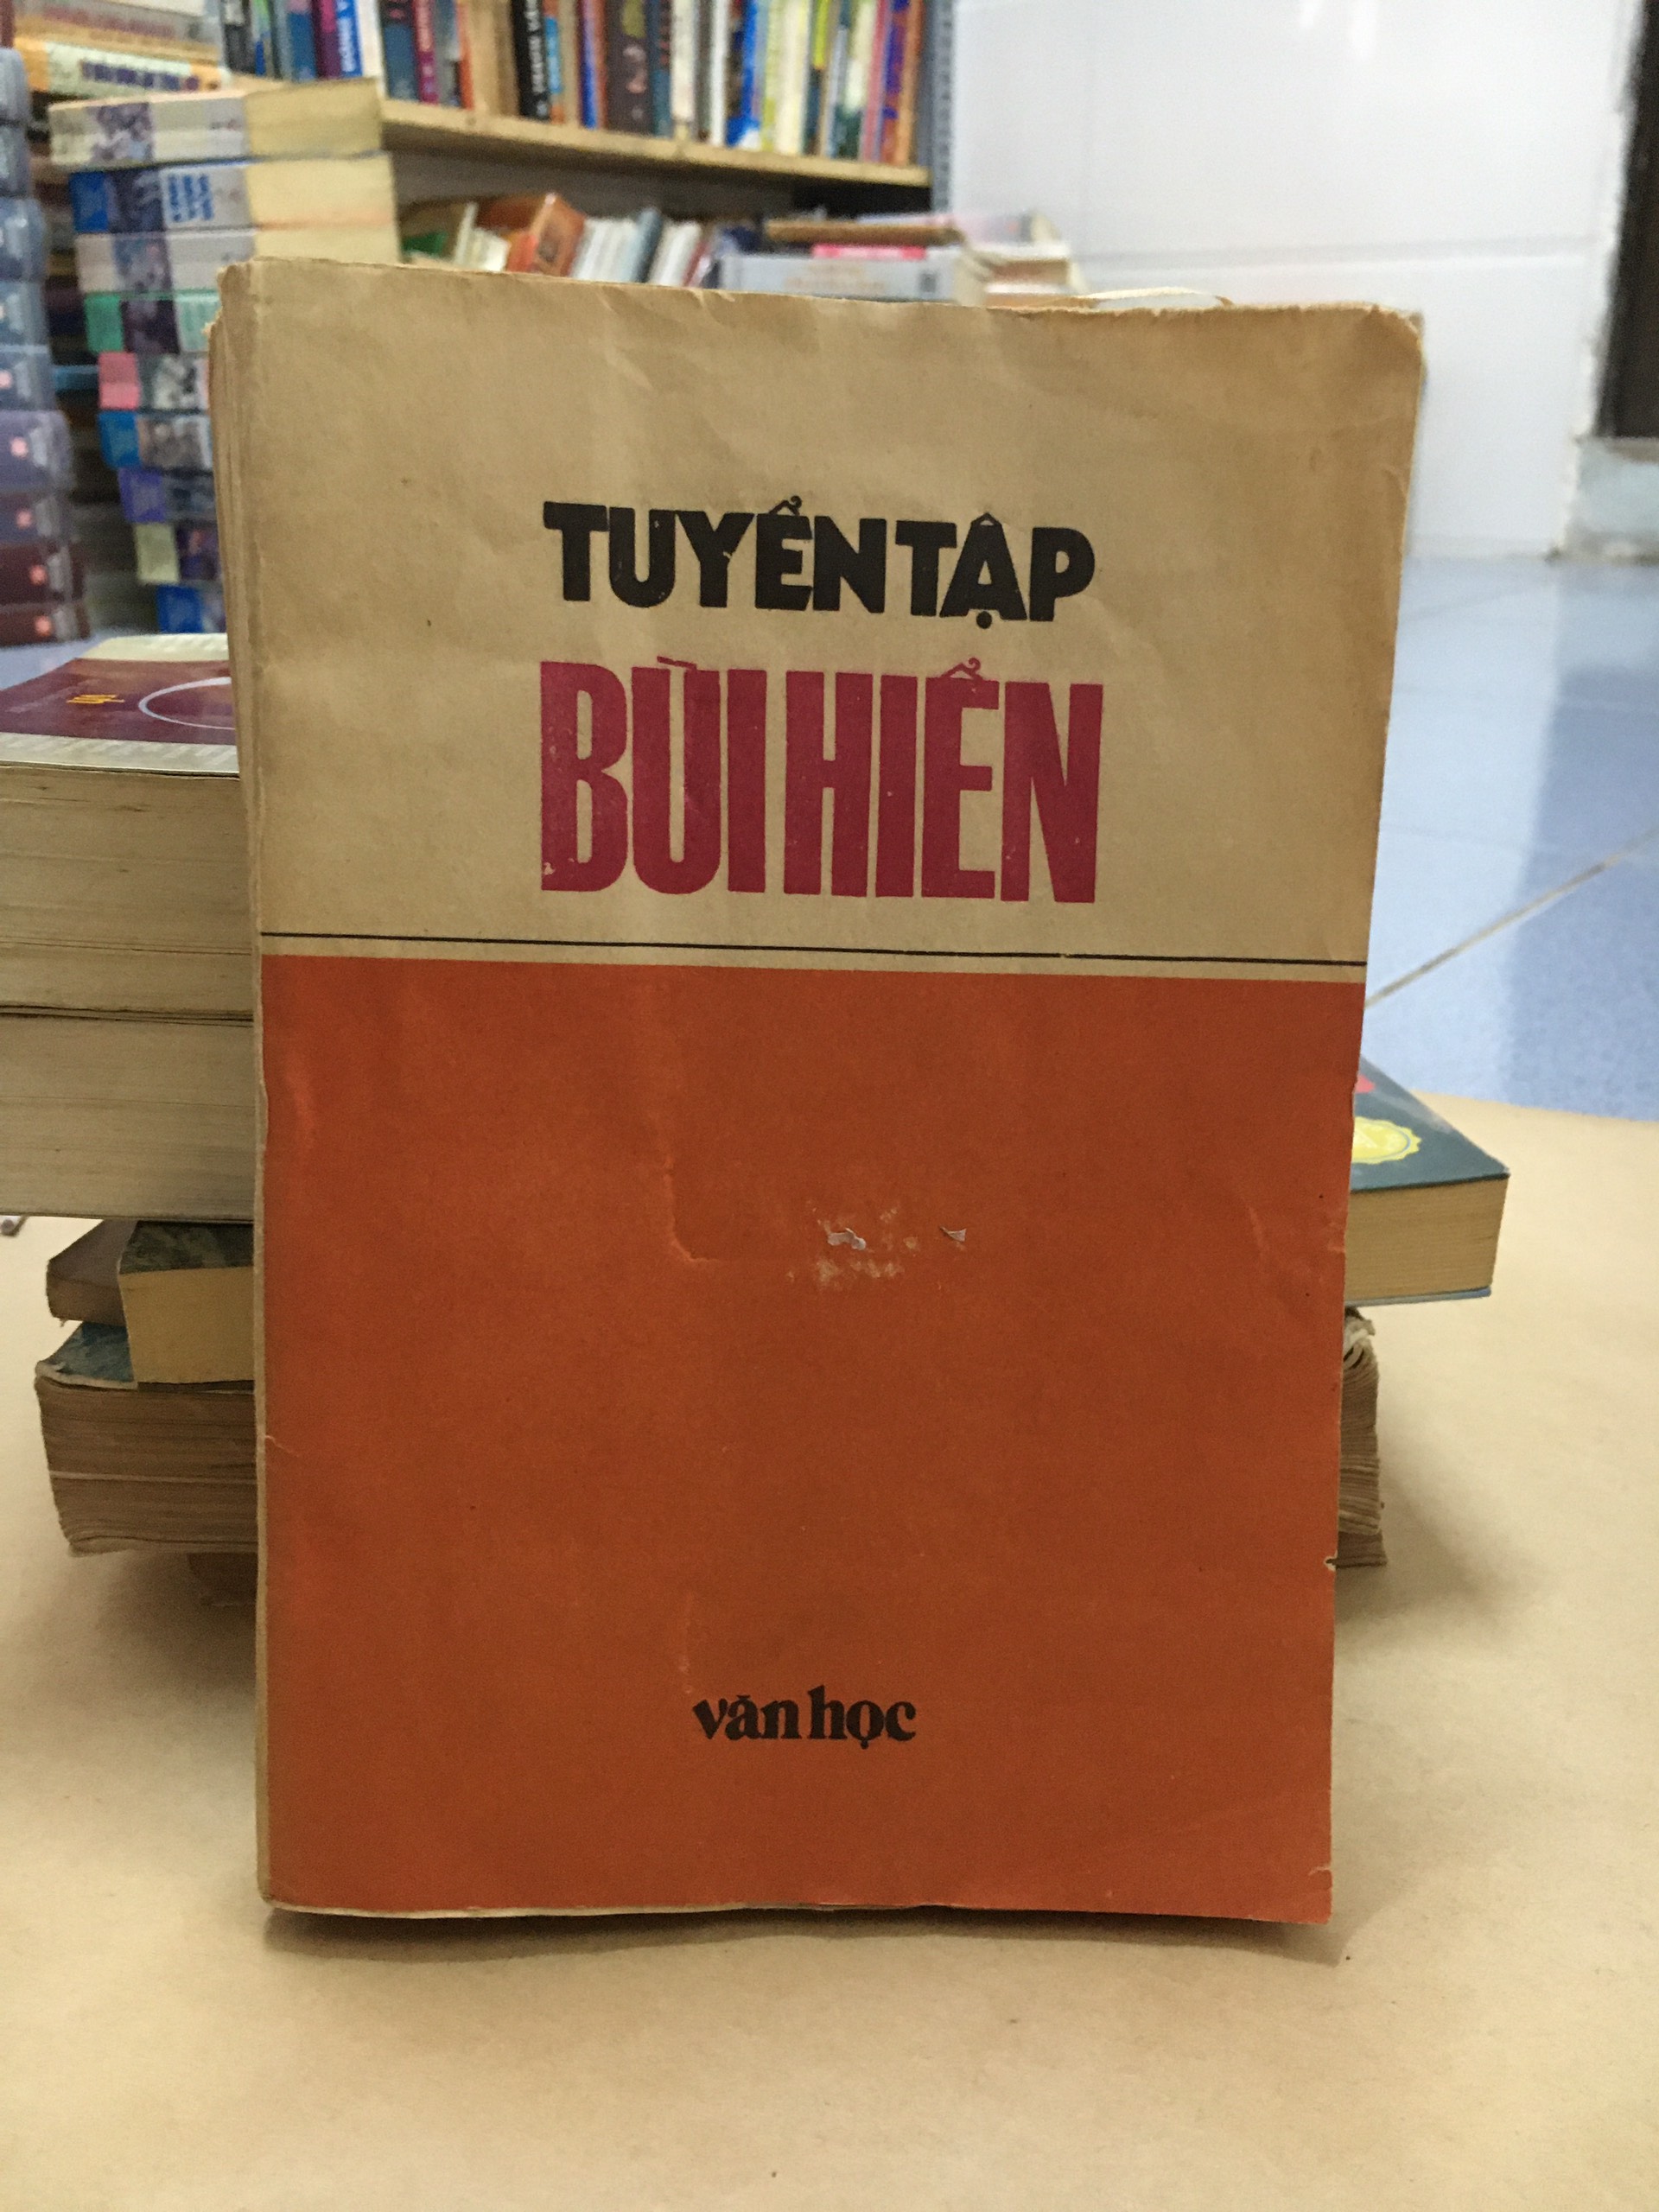 TUYỂN TẬP
BÙI HIỂN
văn học